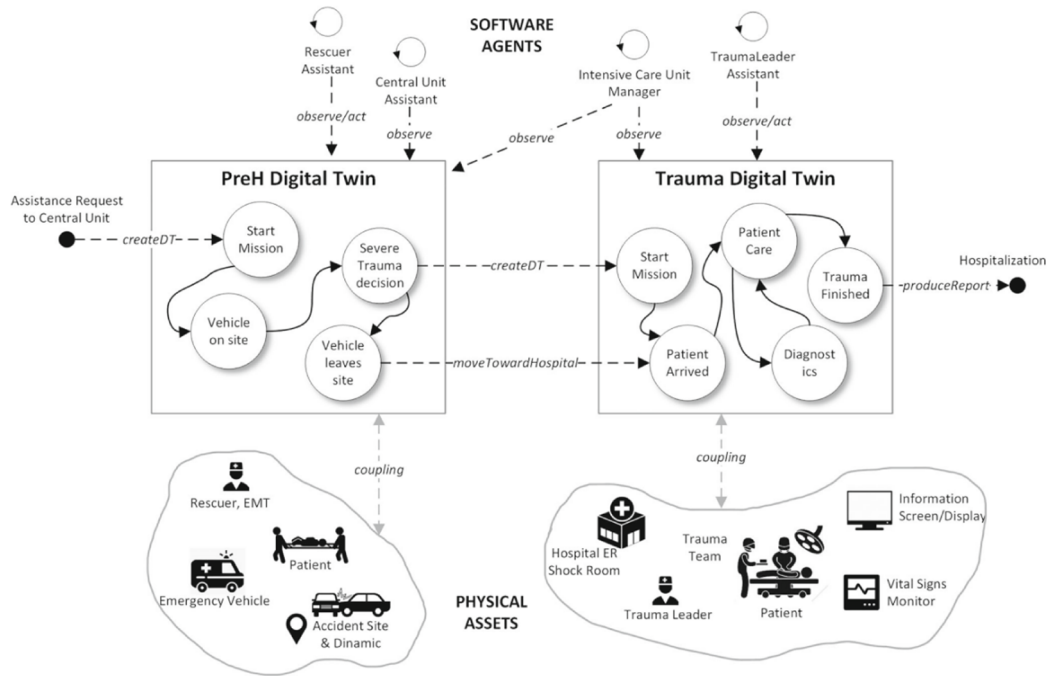 SOFTWARE
AGENTS
Rescuer
Assistant
Central Unit
Assistant
Intensive Care Unit
Manager
TraumaLeader
Assistant
observe/act
observe
observe
observe
observe/act
PreH Digital Twin
Trauma Digital Twin
Assistance Request
to Central Unit
createDT
Start
Mission
Severe
Trauma
decision
Vehicle
on site
Vehicle
leaves
site
createDT
moveTowardHospital
Start
Mission
Patient
Arrived
Patient
Care
Diagnost
ics
Trauma
Finished
produceReport
Hospitalization
coupling
coupling
Rescuer, EMT
Patient
Emergency Vehicle
Accident Site
& Dinamic
PHYSICAL
ASSETS
Hospital ER
Shock Room
Trauma
Team
Trauma Leader
Patient
Information
Screen/Display
Vital Signs
Monitor